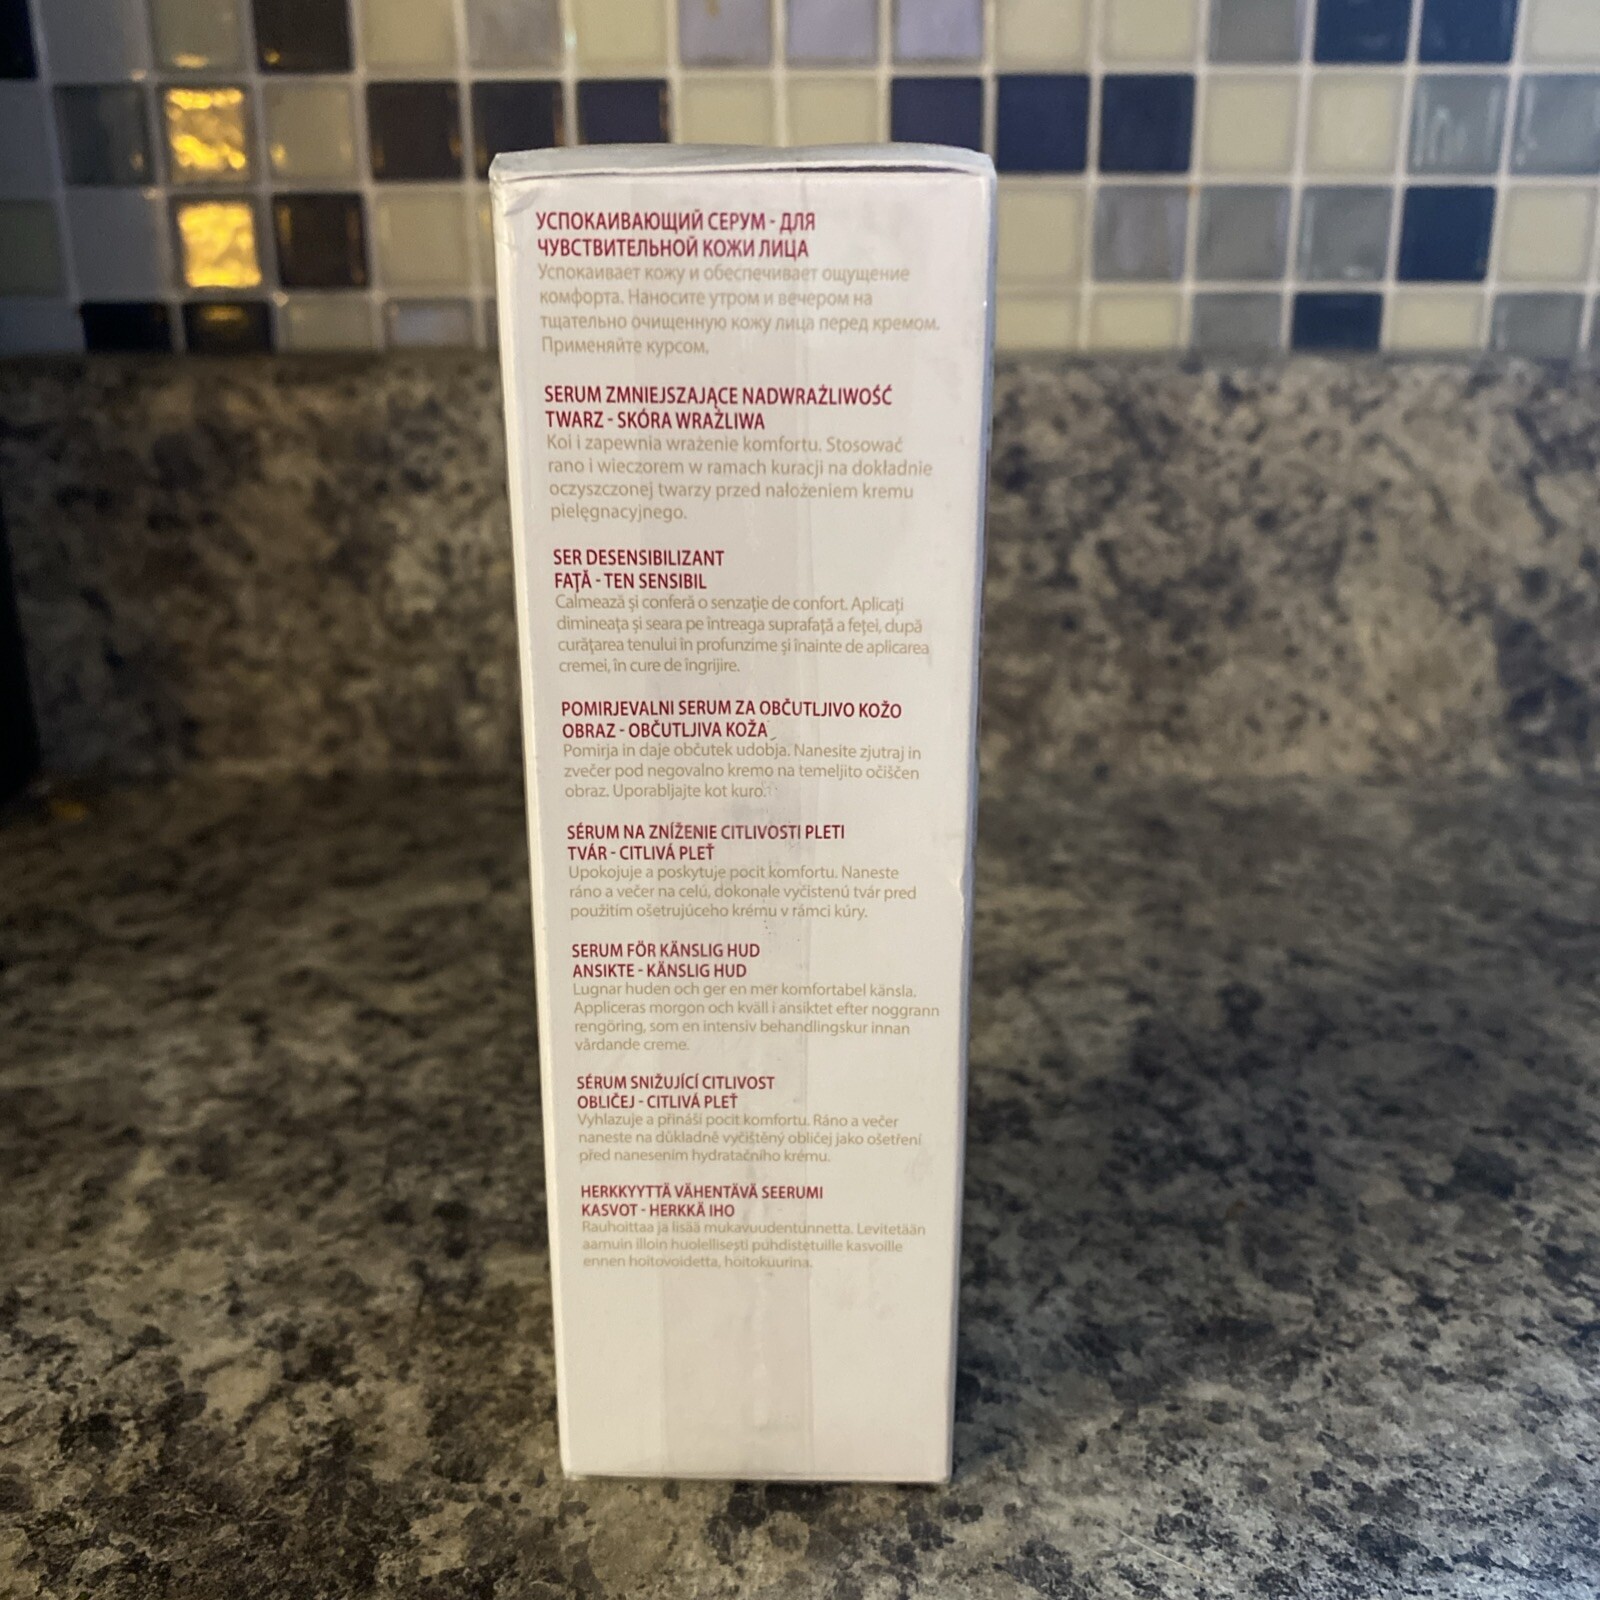 УСПОКАИВАЮЩИЙ СЕРУМ - ДЛЯ
ЧУВСТВИТЕЛЬНОЙ КОЖИ ЛИЦА
Успокаивает кожу и обеспечивает ощущение
комфорта. Наносите утром и вечером на
тщательно очищенную кожу лица перед кремом.
Применяйте курсом.
SERUM ZMNIEJSZAJĄCE NADWRAŻLIWOŚĆ
TWARZ - SKÓRA WRAŻLIWA
Koi i zapewnia wrażenie komfortu. Stosować
rano i wieczorem w ramach kuracji na dokładnie
oczyszczonej twarzy przed nałożeniem kremu
pielęgnacyjnego.
SER DESENSIBILIZANT
FAŢĂ - TEN SENSIBIL
Calmează şi conferă o senzaţie de confort. Aplicaţi
dimineaţa şi seara pe întreaga suprafaţă a feţei, după
curăţarea tenului în profunzime şi înainte de aplicarea
cremei, în cure de îngrijire.
POMIRJEVALNI SERUM ZA OBČUTLJIVO KOŽO
OBRAZ - OBČUTLJIVA KOŽA
Pomirja in daje občutek udobja. Nanesite zjutraj in
zvečer pod negovalno kremo na temeljito očiščen
obraz. Uporabljajte kot kuro.
SÉRUM NA ZNÍŽENIE CITLIVOSTI PLETI
TVÁR - CITLIVÁ PLEŤ
Upokojuje a poskytuje pocit komfortu. Naneste
ráno a večer na celú, dokonale vyčistenú tvár pred
použitím ošetrujúceho krému v rámci kúry.
SERUM FÖR KÄNSLIG HUD
ANSIKTE - KÄNSLIG HUD
Lugnar huden och ger en mer komfortabel känsla.
Appliceras morgon och kväll i ansiktet efter noggrann
rengöring, som en intensiv behandlingskur innan
vårdande creme.
SÉRUM SNIŽUJÍCÍ CITLIVOST
OBLIČEJ - CITLIVÁ PLEŤ
Vyhlazuje a přináší pocit komfortu. Ráno a večer
naneste na důkladně vyčištěný obličej jako ošetření
před nanesením hydratačního krému.
HERKKYYTTÄ VÄHENTÄVÄ SEERUMI
KASVOT - HERKKÄ IHO
Rauhoittaa ja lisää mukavuudentunnetta. Levitetään
aamuin illoin huolellisesti puhdistetuille kasvoille
ennen hoitovoidetta, hoitokuurina.